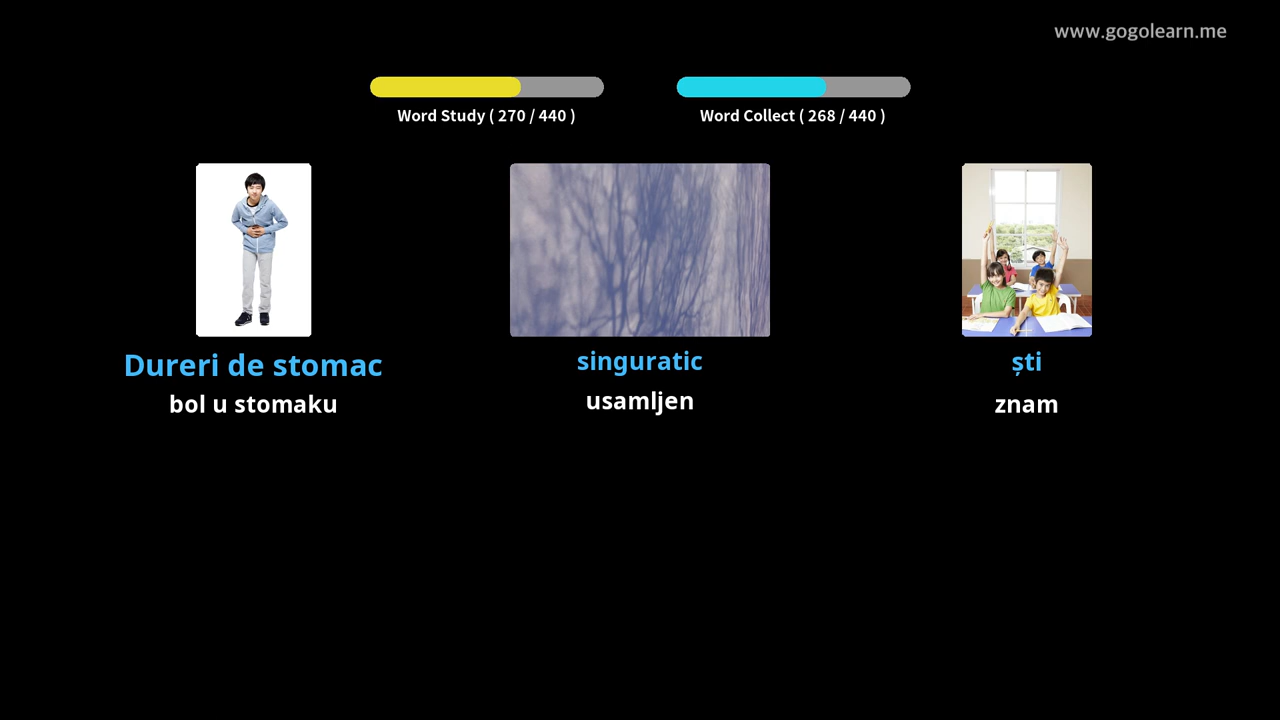 www.gogolearn.me
Word Study ( 270 / 440 )
Word Collect ( 268 / 440 )
Dureri de stomac
bol u stomaku
singuratic
usamljen
ști
znam